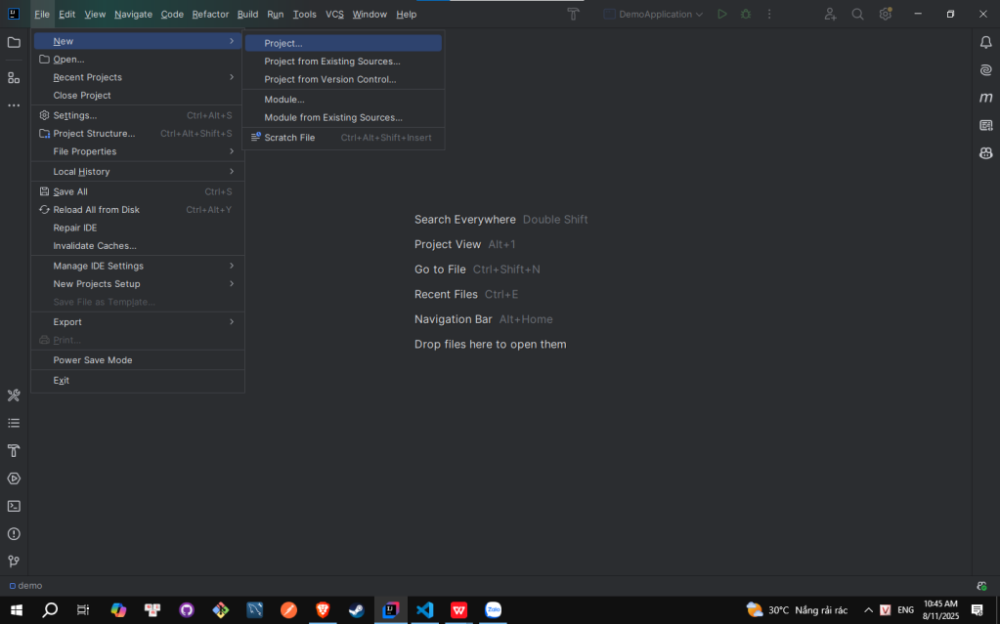 File Edit View Navigate Code Refactor Build Run Tools VCS Window Help DemoApplication
New
Open...
Recent Projects
Close Project
Settings... Ctrl+Alt+S
Project Structure... Ctrl+Alt+Shift+S
File Properties
Local History
Save All Ctrl+S
Reload All from Disk Ctrl+Alt+Y
Repair IDE
Invalidate Caches...
Manage IDE Settings
New Projects Setup
Save File as Template...
Export
Print...
Power Save Mode
Exit
Project...
Project from Existing Sources...
Project from Version Control...
Module...
Module from Existing Sources...
Scratch File Ctrl+Alt+Shift+Insert
Search Everywhere Double Shift
Project View Alt+1
Go to File Ctrl+Shift+N
Recent Files Ctrl+E
Navigation Bar Alt+Home
Drop files here to open them
demo
30°C Nắng rải rác
ENG
10:45 AM
8/11/2025